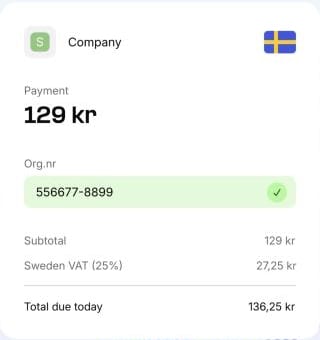 S Company
Payment
129 kr
Org.nr
556677-8899
Subtotal 129 kr
Sweden VAT (25%) 27,25 kr
Total due today 136,25 kr